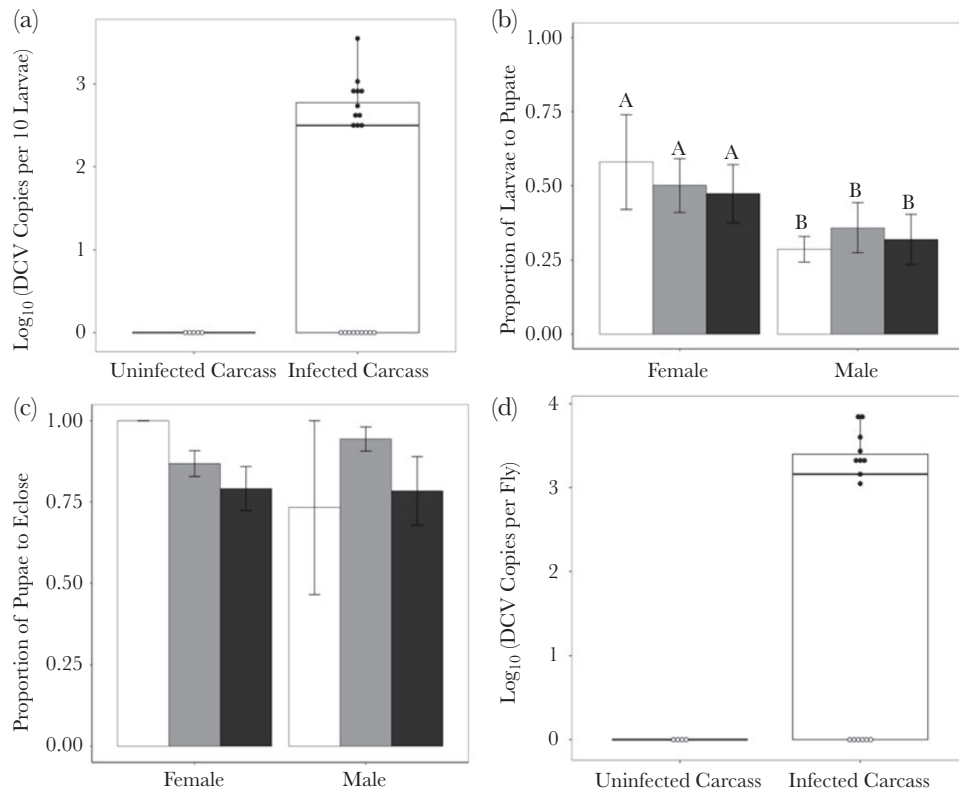 (a)
Log10 (DCV Copies per 10 Larvae)
3
2
1
0
Uninfected Carcass Infected Carcass
(b)
Proportion of Larvae to Pupate
1.00
0.75
0.50
0.25
0.00
A
A
A
B
B
B
Female Male
(c)
Proportion of Pupae to Eclose
1.00
0.75
0.50
0.25
0.00
Female Male
(d)
Log10 (DCV Copies per Fly)
4
3
2
1
0
Uninfected Carcass Infected Carcass